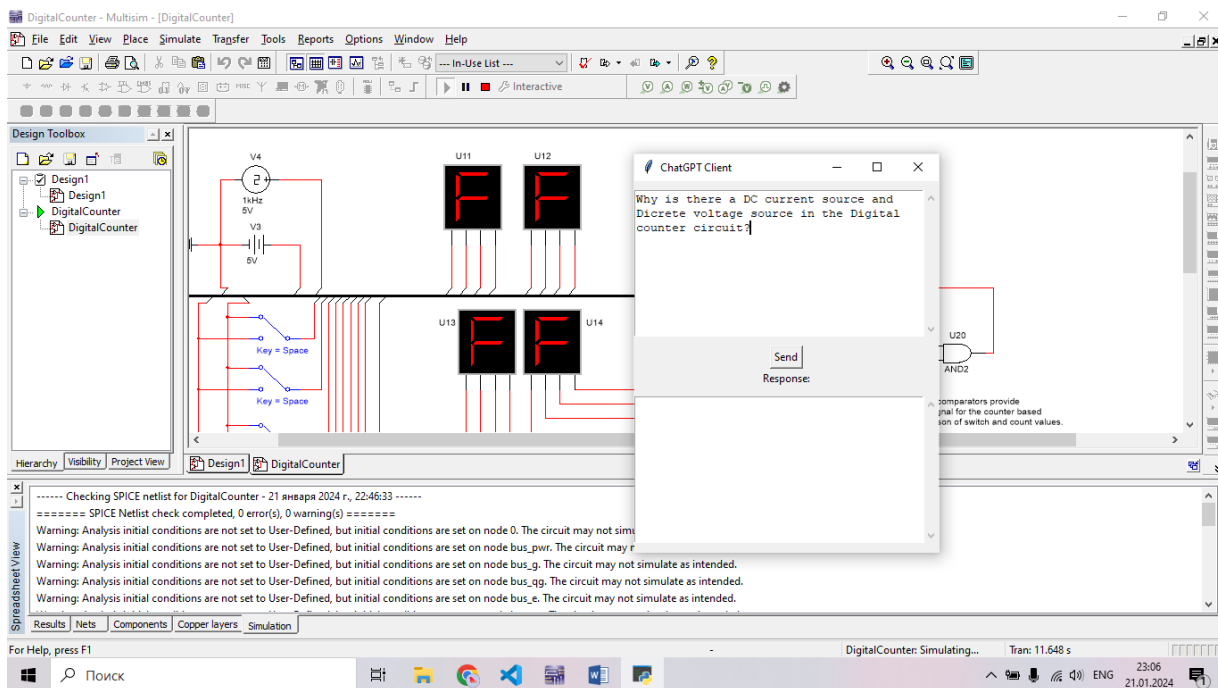 DigitalCounter - Multisim - [DigitalCounter]
File Edit View Place Simulate Transfer Tools Reports Options Window Help
--- In-Use List ---
Interactive
Design Toolbox
Design1
Design1
DigitalCounter
DigitalCounter
Hierarchy Visibility Project View
V4
1kHz
5V
V3
5V
U11
U12
U13
U14
Key = Space
Key = Space
U20
AND2
comparators provide
gnal for the counter based
son of switch and count values.
Design1 DigitalCounter
ChatGPT Client
Why is there a DC current source and
Dicrete voltage source in the Digital
counter circuit?
Send
Response:
Spreadsheet View
------ Checking SPICE netlist for DigitalCounter - 21 января 2024 г., 22:46:33 ------
======= SPICE Netlist check completed, 0 error(s), 0 warning(s) =======
Warning: Analysis initial conditions are not set to User-Defined, but initial conditions are set on node 0. The circuit may not simu
Warning: Analysis initial conditions are not set to User-Defined, but initial conditions are set on node bus_pwr. The circuit may r
Warning: Analysis initial conditions are not set to User-Defined, but initial conditions are set on node bus_g. The circuit may not simulate as intended.
Warning: Analysis initial conditions are not set to User-Defined, but initial conditions are set on node bus_qg. The circuit may not simulate as intended.
Warning: Analysis initial conditions are not set to User-Defined, but initial conditions are set on node bus_e. The circuit may not simulate as intended.
Results Nets Components Copper layers Simulation
For Help, press F1
-
DigitalCounter: Simulating...
Tran: 11.648 s
Поиск
ENG
23:06
21.01.2024